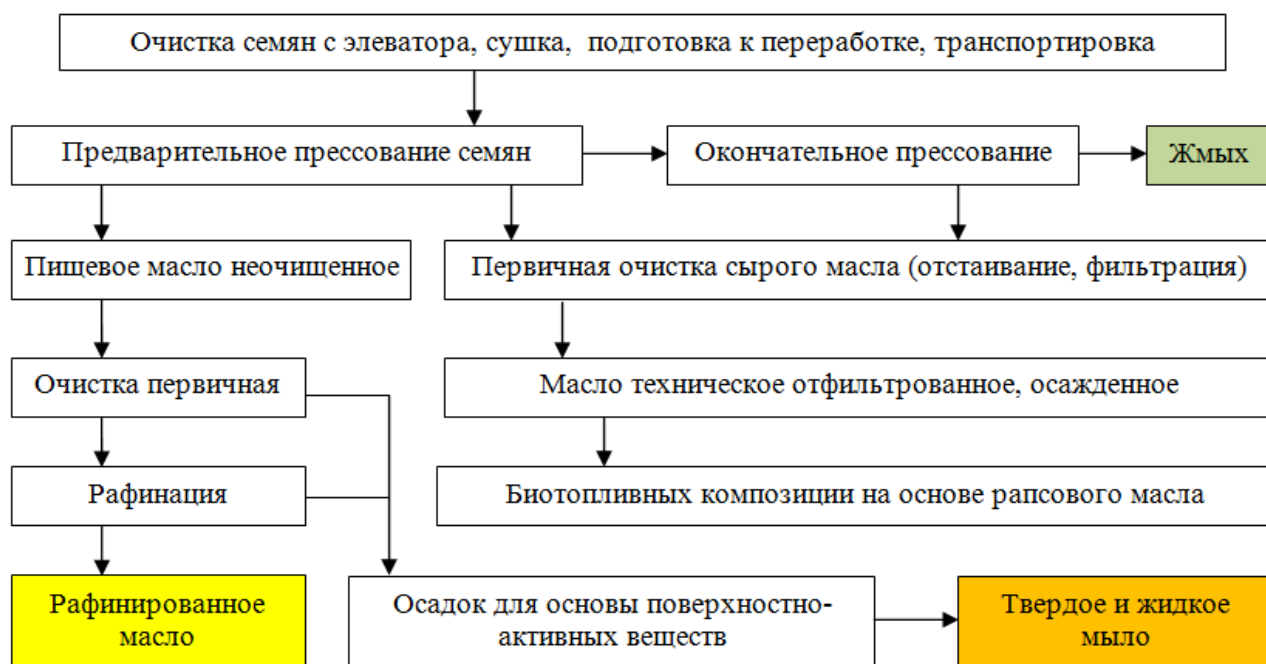 Очистка семян с элеватора, сушка, подготовка к переработке, транспортировка
Предварительное прессование семян
Окончательное прессование
Жмых
Пищевое масло неочищенное
Первичная очистка сырого масла (отстаивание, фильтрация)
Очистка первичная
Масло техническое отфильтрованное, осажденное
Рафинация
Биотопливных композиции на основе рапсового масла
Рафинированное
масло
Осадок для основы поверхностно-
активных веществ
Твердое и жидкое
мыло